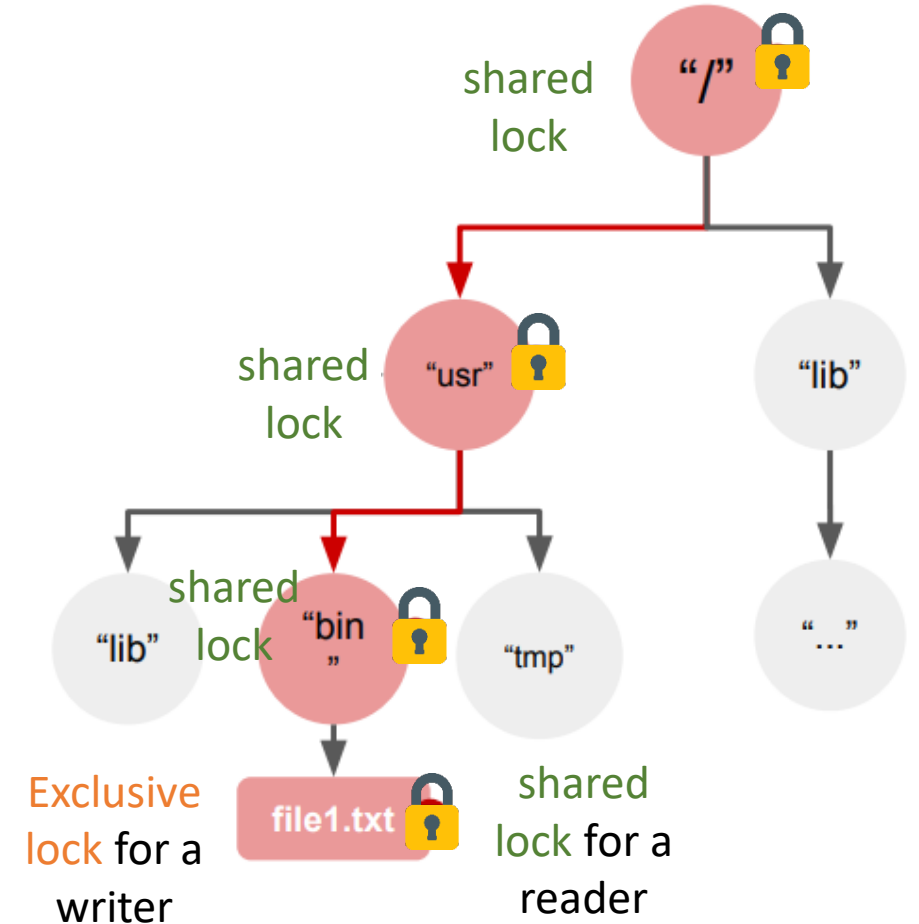 “/”
shared
lock
shared
lock
“usr”
“lib”
“lib”
shared
lock
“bin
”
“tmp”
“...”
Exclusive
lock for a
writer
file1.txt
shared
lock for a
reader